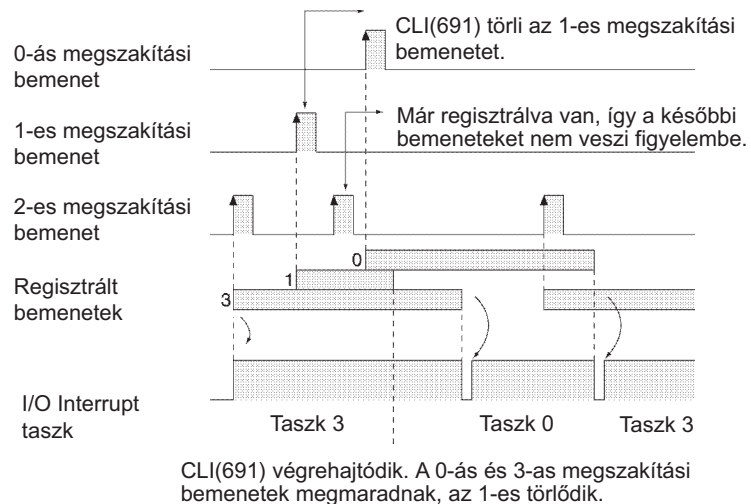 CLI(691) törli az 1-es megszakítási
bemenetet.
0-ás megszakítási
bemenet
Már regisztrálva van, így a későbbi
bemeneteket nem veszi figyelembe.
1-es megszakítási
bemenet
2-es megszakítási
bemenet
0
1
3
Regisztrált
bemenetek
I/O Interrupt
taszk
Taszk 3
Taszk 0
Taszk 3
CLI(691) végrehajtódik. A 0-ás és 3-as megszakítási
bemenetek megmaradnak, az 1-es törlődik.